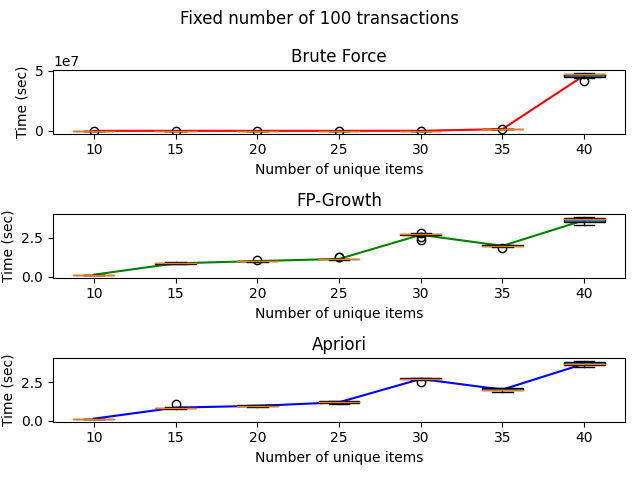 Fixed number of 100 transactions
Brute Force
1e7
Time (sec)
5
0
10 15 20 25 30 35 40
Number of unique items
FP-Growth
Time (sec)
2.5
0.0
10 15 20 25 30 35 40
Number of unique items
Apriori
Time (sec)
2.5
0.0
10 15 20 25 30 35 40
Number of unique items